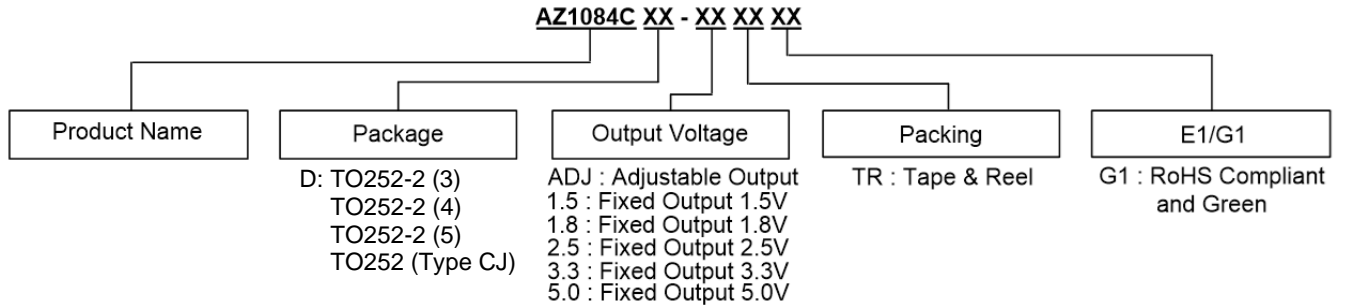 AZ1084C XX - XX XX XX
Product Name
Package
Output Voltage
Packing
E1/G1
D: TO252-2 (3)
TO252-2 (4)
TO252-2 (5)
TO252 (Type CJ)
ADJ : Adjustable Output
1.5 : Fixed Output 1.5V
1.8 : Fixed Output 1.8V
2.5 : Fixed Output 2.5V
3.3 : Fixed Output 3.3V
5.0 : Fixed Output 5.0V
TR : Tape & Reel
G1 : RoHS Compliant
and Green